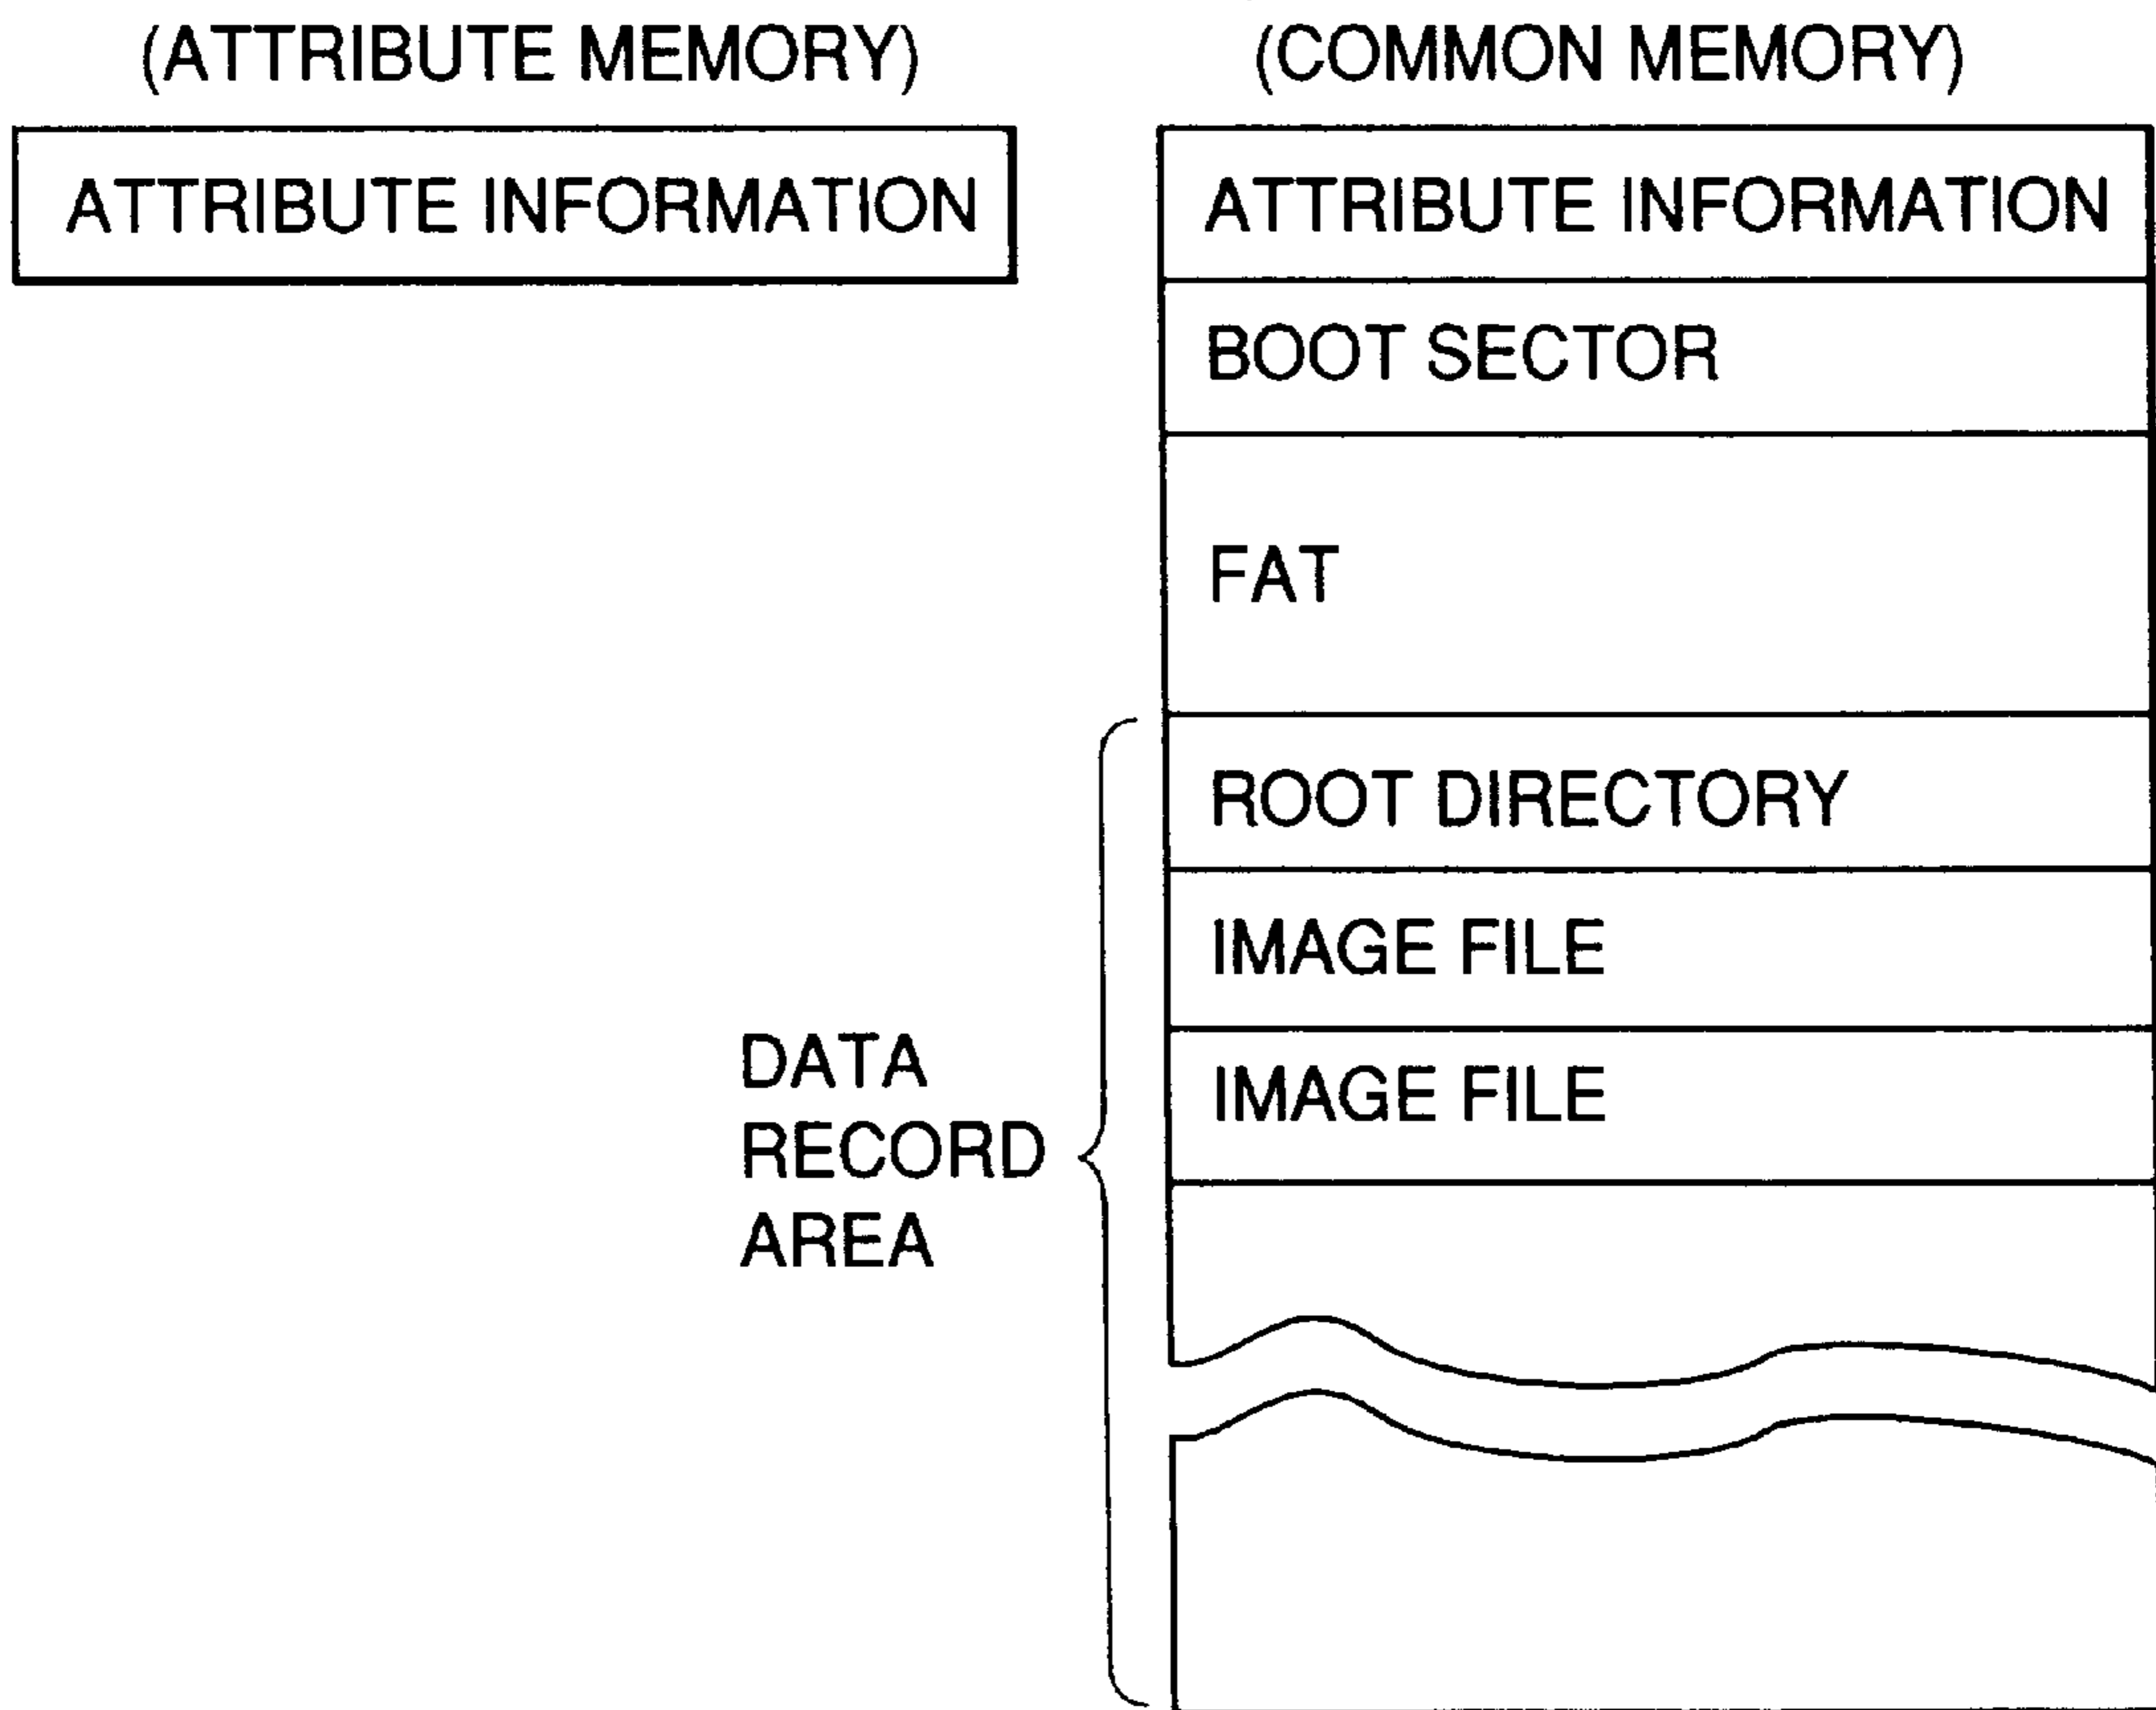 (ATTRIBUTE MEMORY)
ATTRIBUTE INFORMATION
(COMMON MEMORY)
ATTRIBUTE INFORMATION
BOOT SECTOR
FAT
ROOT DIRECTORY
IMAGE FILE
IMAGE FILE
DATA
RECORD
AREA